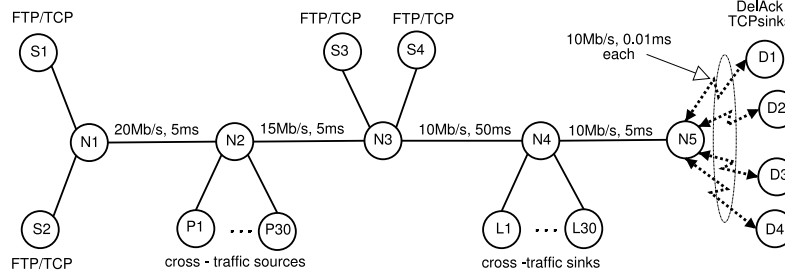 DelAck
TCPsinks
FTP/TCP
FTP/TCP
FTP/TCP
10Mb/s, 0.01ms
each
S1
S3
S4
D1
D2
20Mb/s, 5ms
15Mb/s, 5ms
10Mb/s, 50ms
10Mb/s, 5ms
N1
N2
N3
N4
N5
D3
S2
P1
...
P30
L1
...
L30
D4
FTP/TCP
cross - traffic sources
cross -traffic sinks